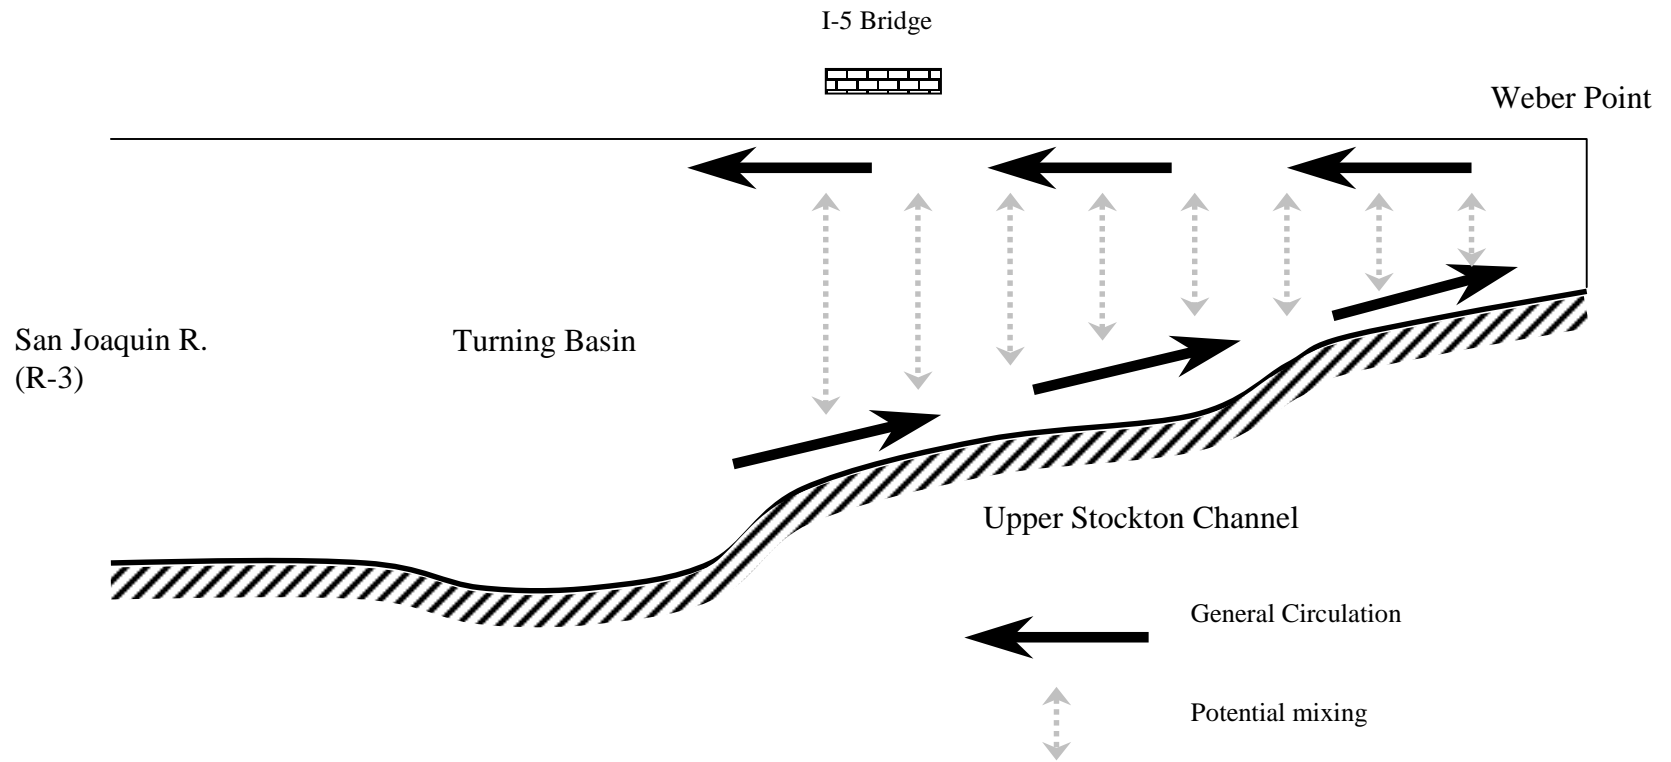 I-5 Bridge
Weber Point
San Joaquin R.
(R-3)
Turning Basin
Upper Stockton Channel
General Circulation
Potential mixing